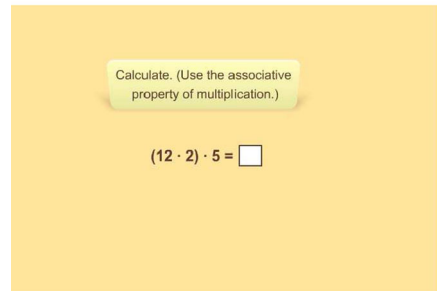 Calculate. (Use the associative
property of multiplication.)
(12 · 2) · 5 =